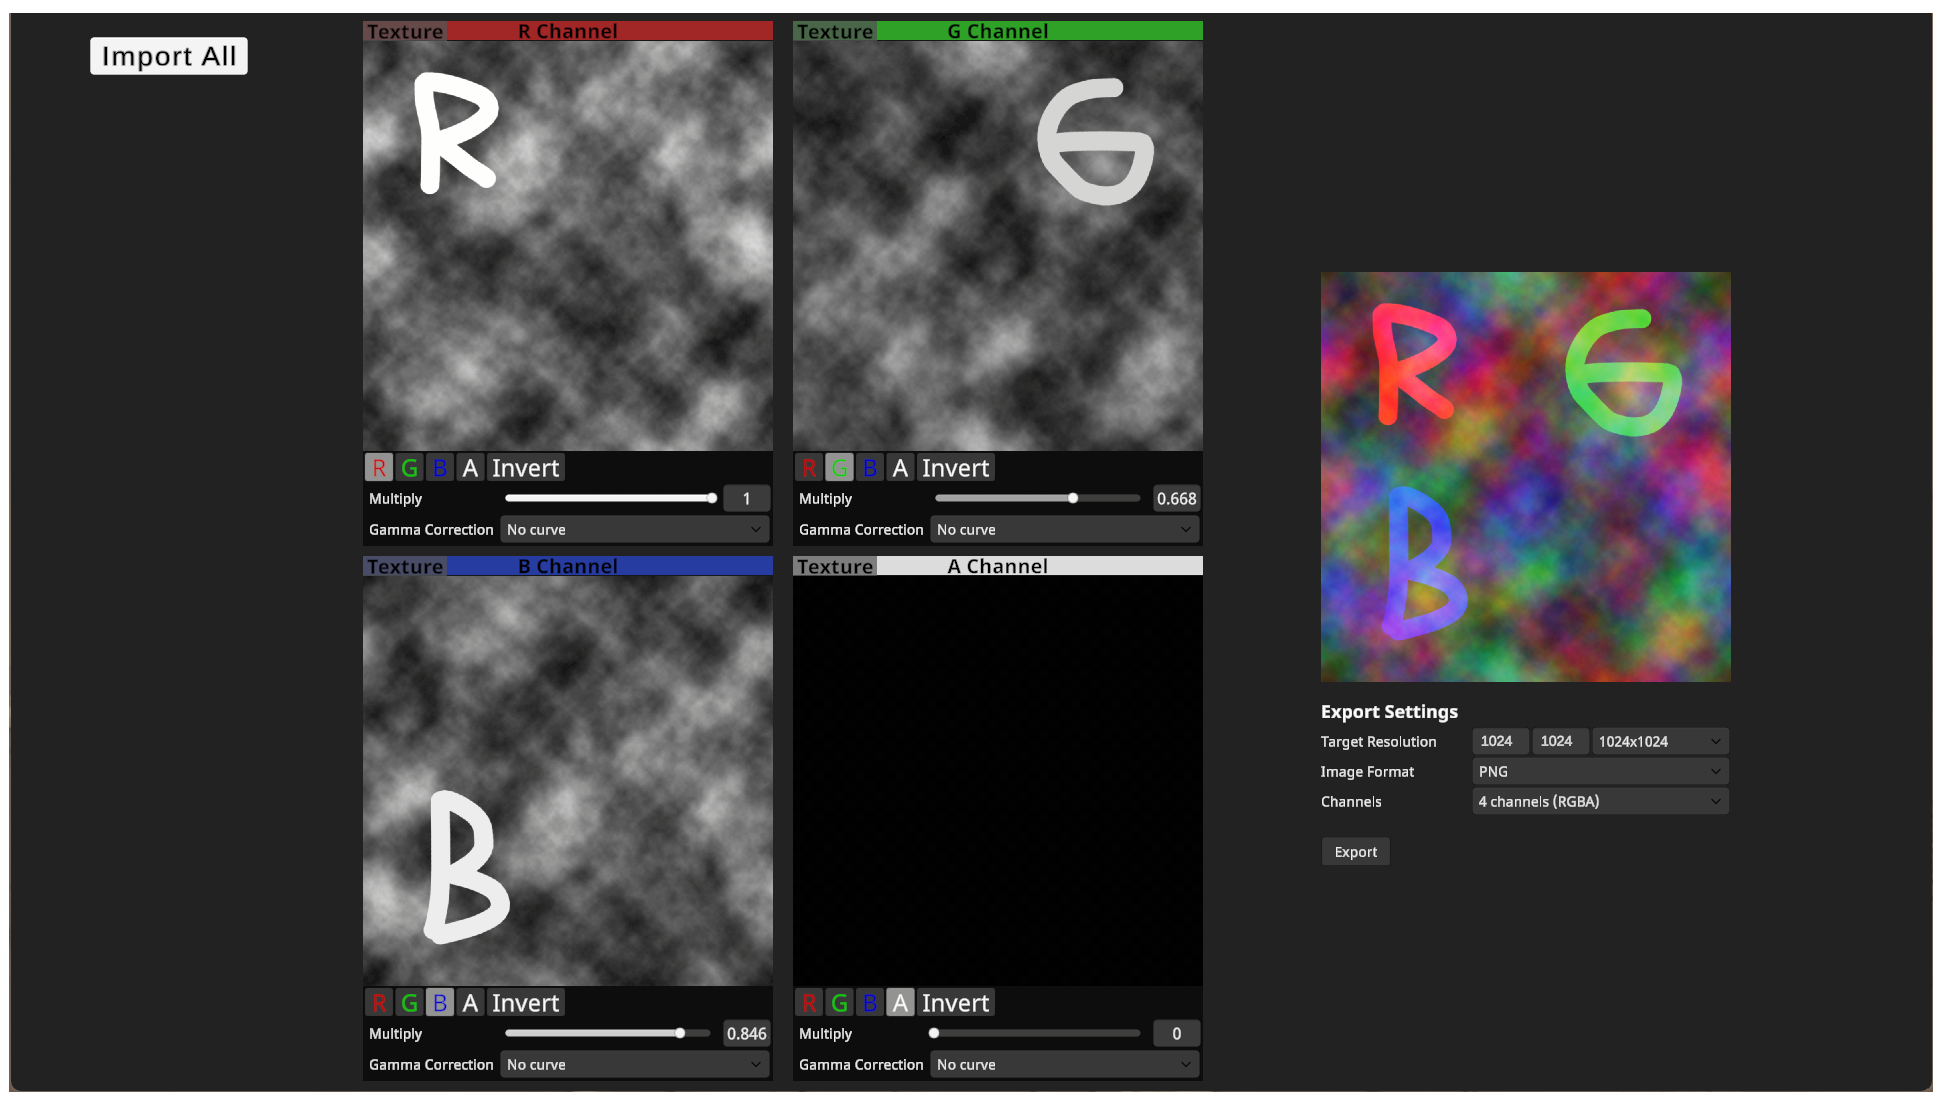 Import All
Texture R Channel
R
R G B A Invert
Multiply 1
Gamma Correction No curve
Texture G Channel
G
R G B A Invert
Multiply 0.668
Gamma Correction No curve
Texture B Channel
B
R G B A Invert
Multiply 0.846
Gamma Correction No curve
Texture A Channel
R G B A Invert
Multiply 0
Gamma Correction No curve
R G
B
Export Settings
Target Resolution 1024 1024 1024x1024
Image Format PNG
Channels 4 channels (RGBA)
Export